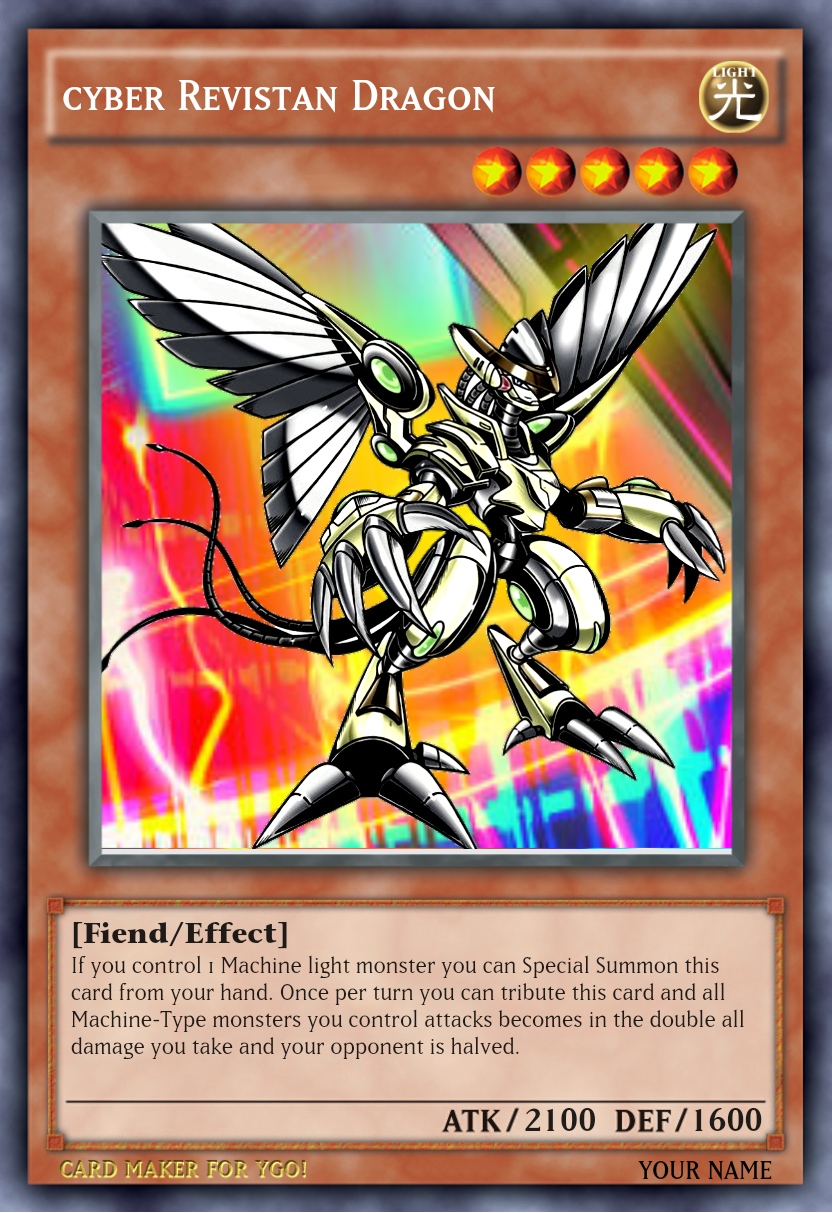 cyber Revistan Dragon
LIGHT
光
[Fiend/Effect]
If you control 1 Machine light monster you can Special Summon this
card from your hand. Once per turn you can tribute this card and all
Machine-Type monsters you control attacks becomes in the double all
damage you take and your opponent is halved.
ATK/2100 DEF/1600
CARD MAKER FOR YGO! YOUR NAME